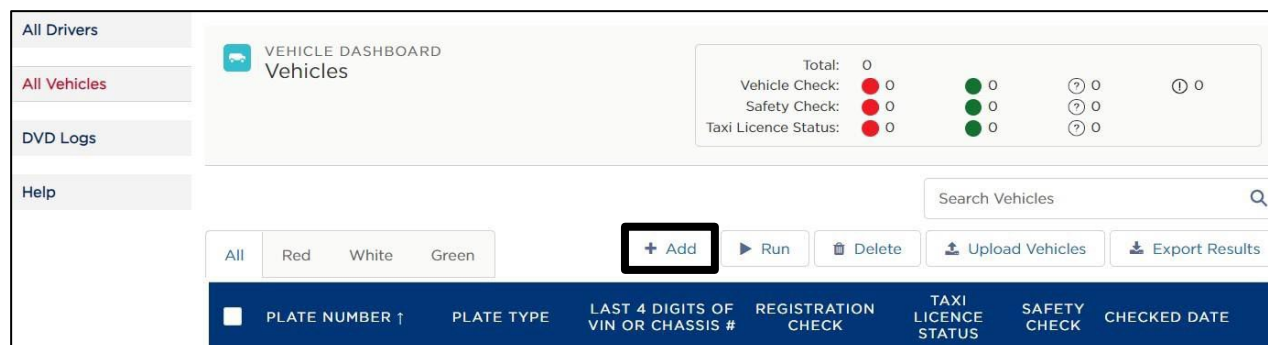 All Drivers
All Vehicles
DVD Logs
Help
VEHICLE DASHBOARD
Vehicles
Total: 0
Vehicle Check: 0 0 ? 0 ! 0
Safety Check: 0 0 ? 0
Taxi Licence Status: 0 0 ? 0
Search Vehicles
All Red White Green
+ Add Run Delete Upload Vehicles Export Results
PLATE NUMBER ↑ PLATE TYPE LAST 4 DIGITS OF VIN OR CHASSIS # REGISTRATION CHECK TAXI LICENCE STATUS SAFETY CHECK CHECKED DATE